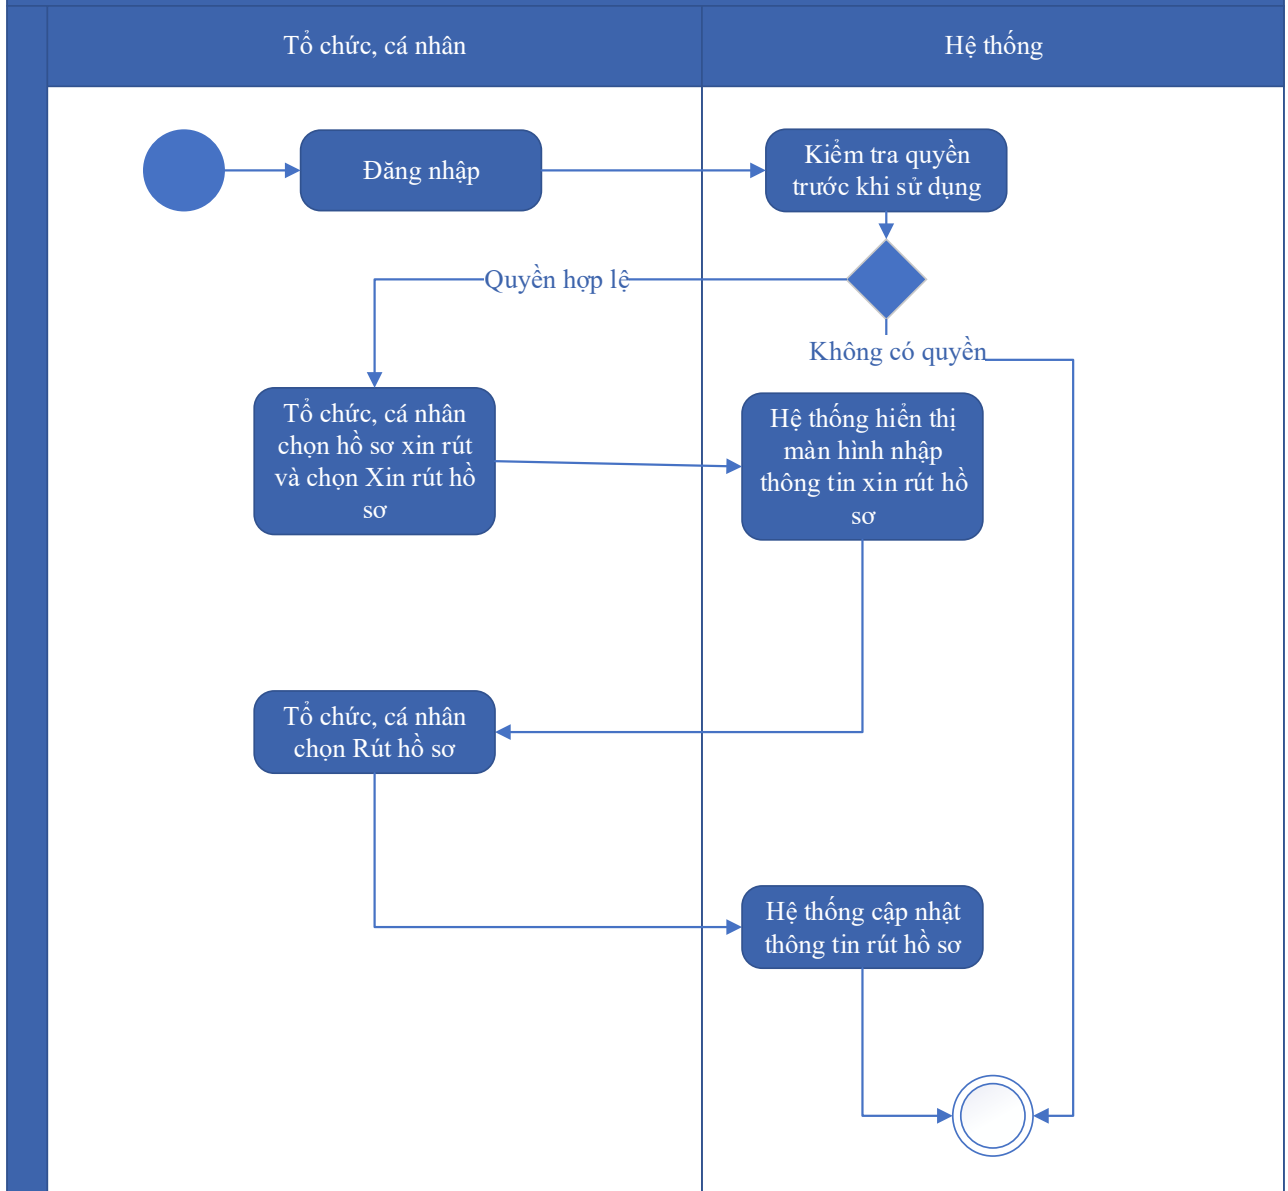 Tổ chức, cá nhân
Hệ thống
Đăng nhập
Kiểm tra quyền
trước khi sử dụng
Quyền hợp lệ
Không có quyền
Tổ chức, cá nhân
chọn hồ sơ xin rút
và chọn Xin rút hồ
sơ
Hệ thống hiển thị
màn hình nhập
thông tin xin rút hồ
sơ
Tổ chức, cá nhân
chọn Rút hồ sơ
Hệ thống cập nhật
thông tin rút hồ sơ